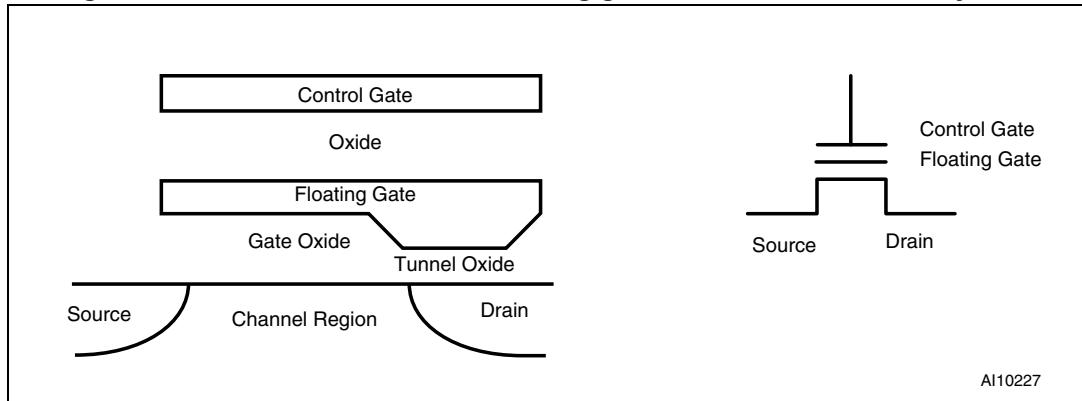 Control Gate
Oxide
Floating Gate
Gate Oxide
Tunnel Oxide
Source
Channel Region
Drain
Control Gate
Floating Gate
Source
Drain
AI10227